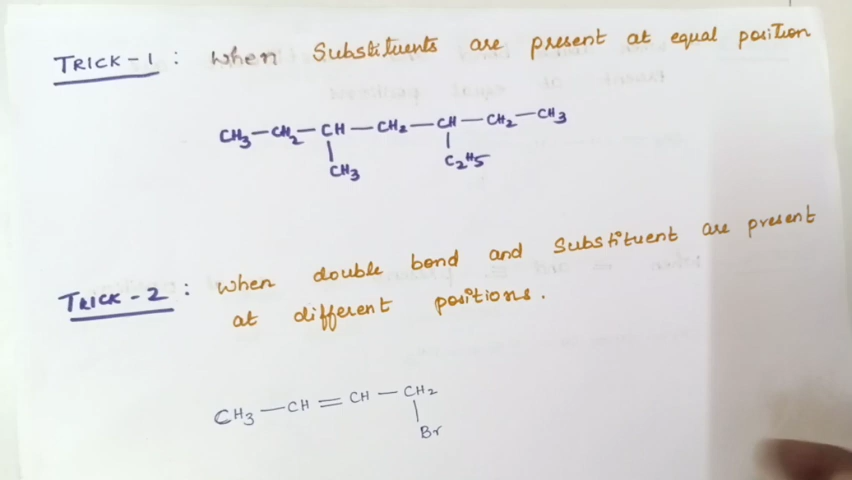 TRICK-1 : When Substituents are present at equal position
CH3—CH2—CH—CH2—CH—CH2—CH3
CH3 C2H5
TRICK-2 : When double bond and Substituent are present
at different positions.
CH3—CH=CH—CH2
Br